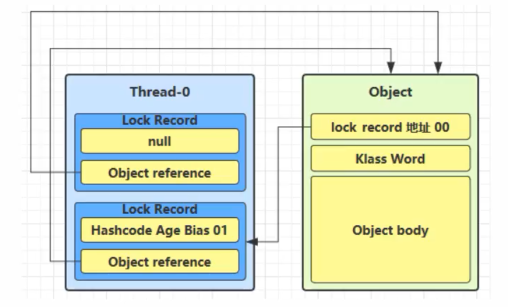 Thread-0
Lock Record
null
Object reference
Lock Record
Hashcode Age Bias 01
Object reference
Object
lock record 地址 00
Klass Word
Object body